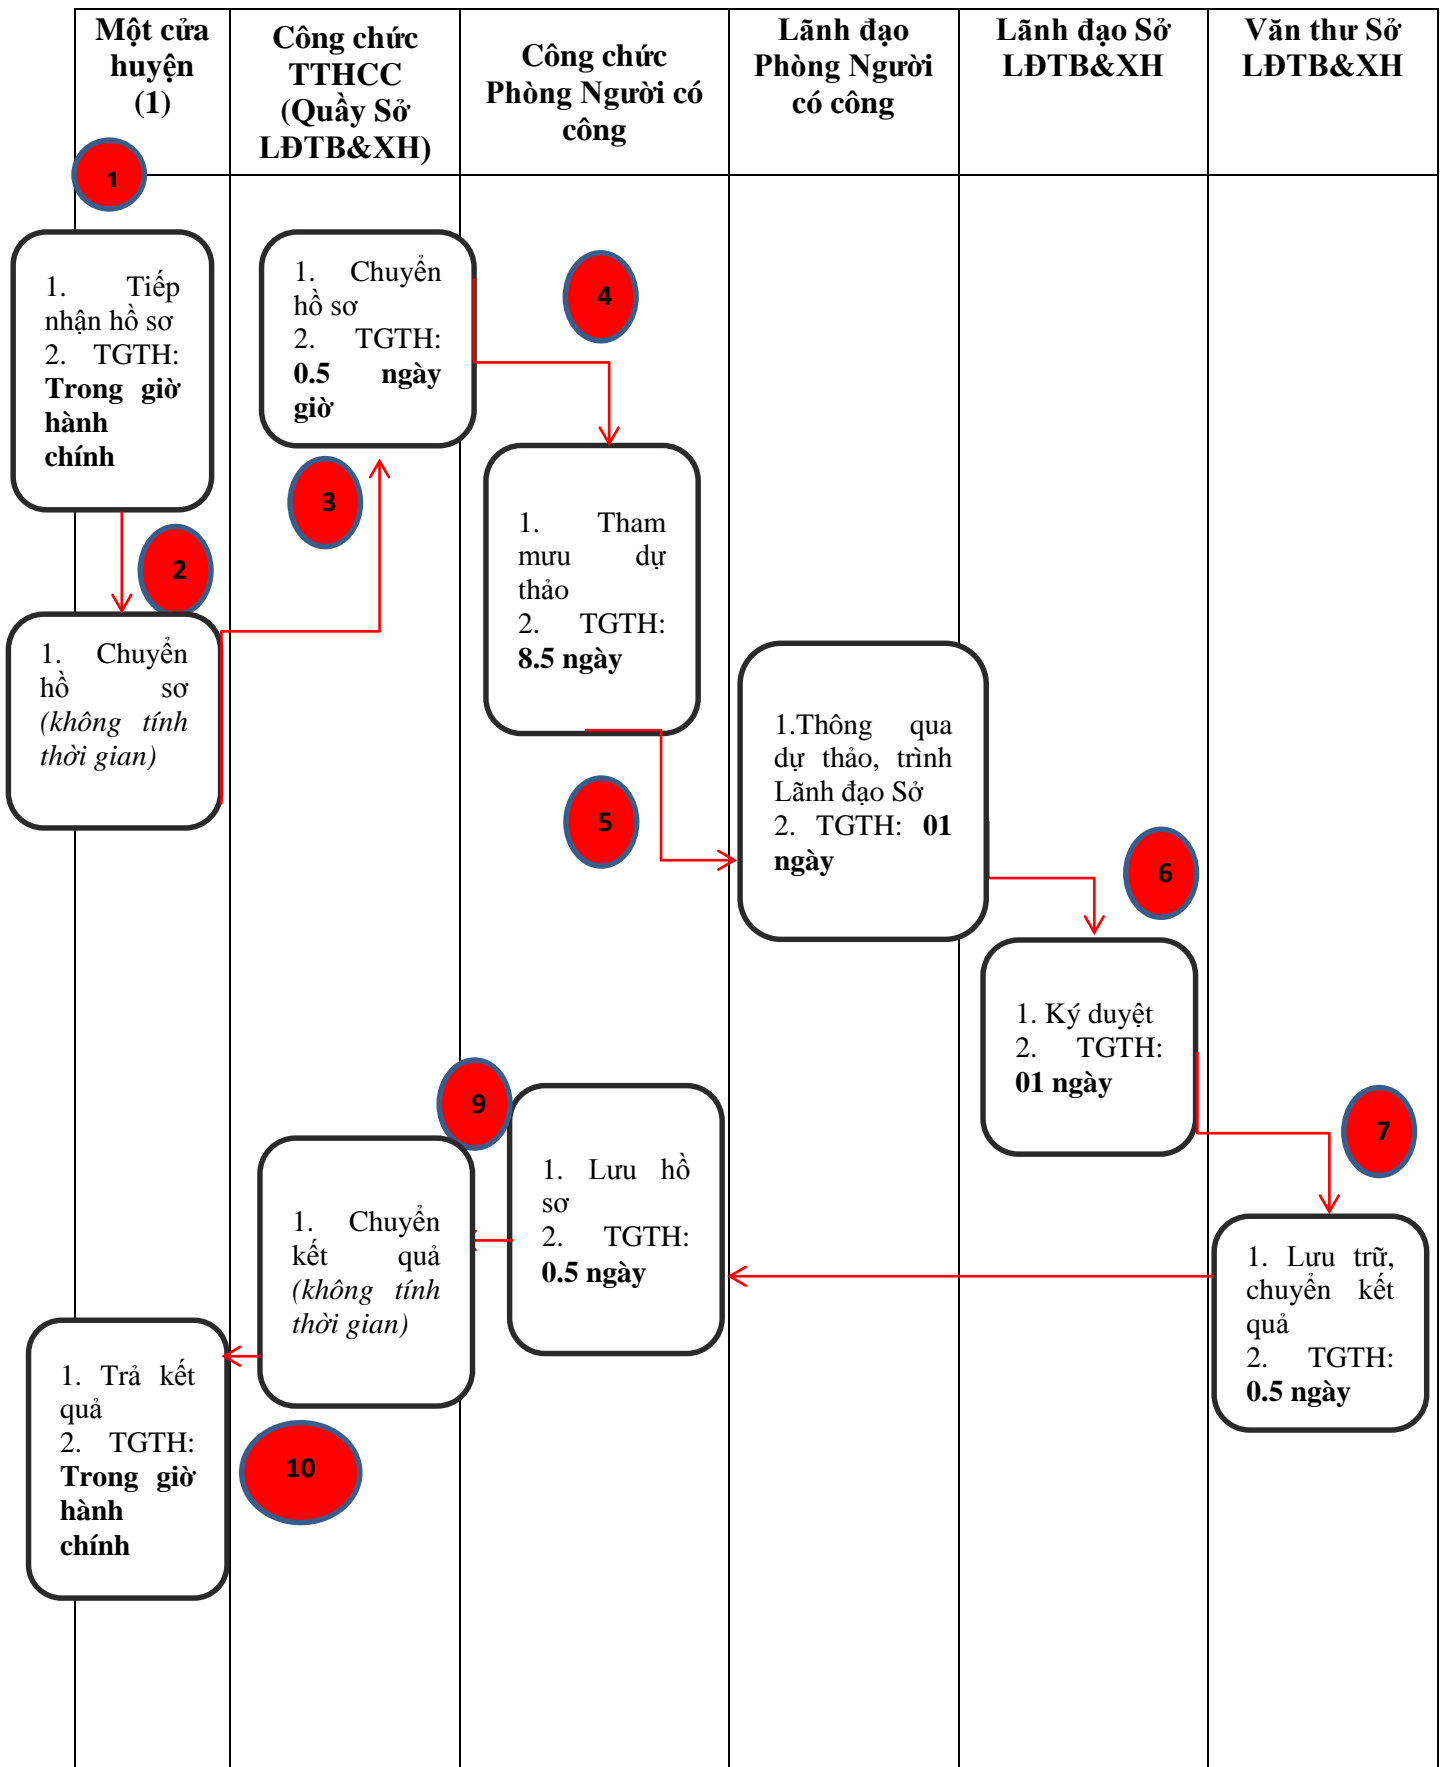 Một cửa
huyện
(1)
Công chức
TTHCC
(Quầy Sở
LĐTB&XH)
Công chức
Phòng Người có
công
Lãnh đạo
Phòng Người
có công
Lãnh đạo Sở
LĐTB&XH
Văn thư Sở
LĐTB&XH
1
1. Tiếp
nhận hồ sơ
2. TGTH:
Trong giờ
hành
chính
2
1. Chuyển
hồ sơ
(không tính
thời gian)
3
1. Chuyển
hồ sơ
2. TGTH:
0.5 ngày
giờ
4
1. Tham
mưu dự
thảo
2. TGTH:
8.5 ngày
5
1.Thông qua
dự thảo, trình
Lãnh đạo Sở
2. TGTH: 01
ngày
6
1. Ký duyệt
2. TGTH:
01 ngày
7
1. Lưu trữ,
chuyển kết
quả
2. TGTH:
0.5 ngày
1. Lưu hồ
sơ
2. TGTH:
0.5 ngày
9
1. Chuyển
kết quả
(không tính
thời gian)
10
1. Trả kết
quả
2. TGTH:
Trong giờ
hành
chính